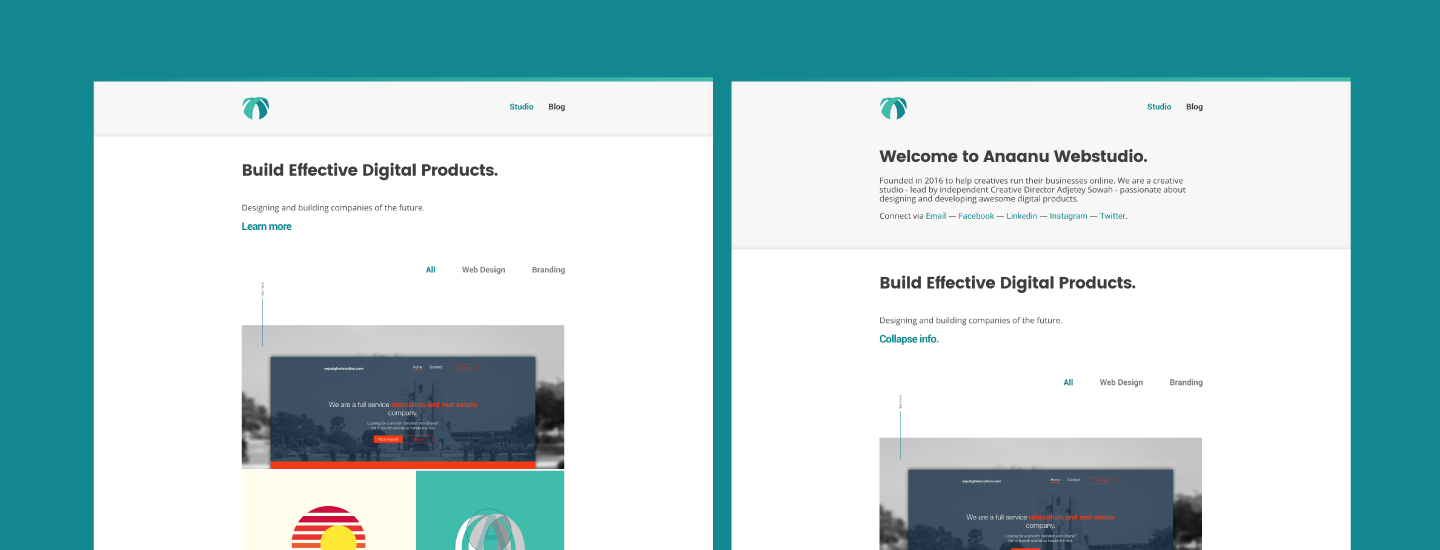 Studio Blog
Build Effective Digital Products.
Designing and building companies of the future.
Learn more
All Web Design Branding
Home Contact
We are a full service relocation and real estate
company.
Studio Blog
Welcome to Anaanu Webstudio.
Founded in 2016 to help creatives run their businesses online. We are a creative
studio - lead by independent Creative Director Adjetey Sowah - passionate about
designing and developing awesome digital products.
Connect via Email — Facebook — Linkedin — Instagram — Twitter.
Build Effective Digital Products.
Designing and building companies of the future.
Collapse info.
All Web Design Branding
Home Contact
We are a full service relocation and real estate
company.